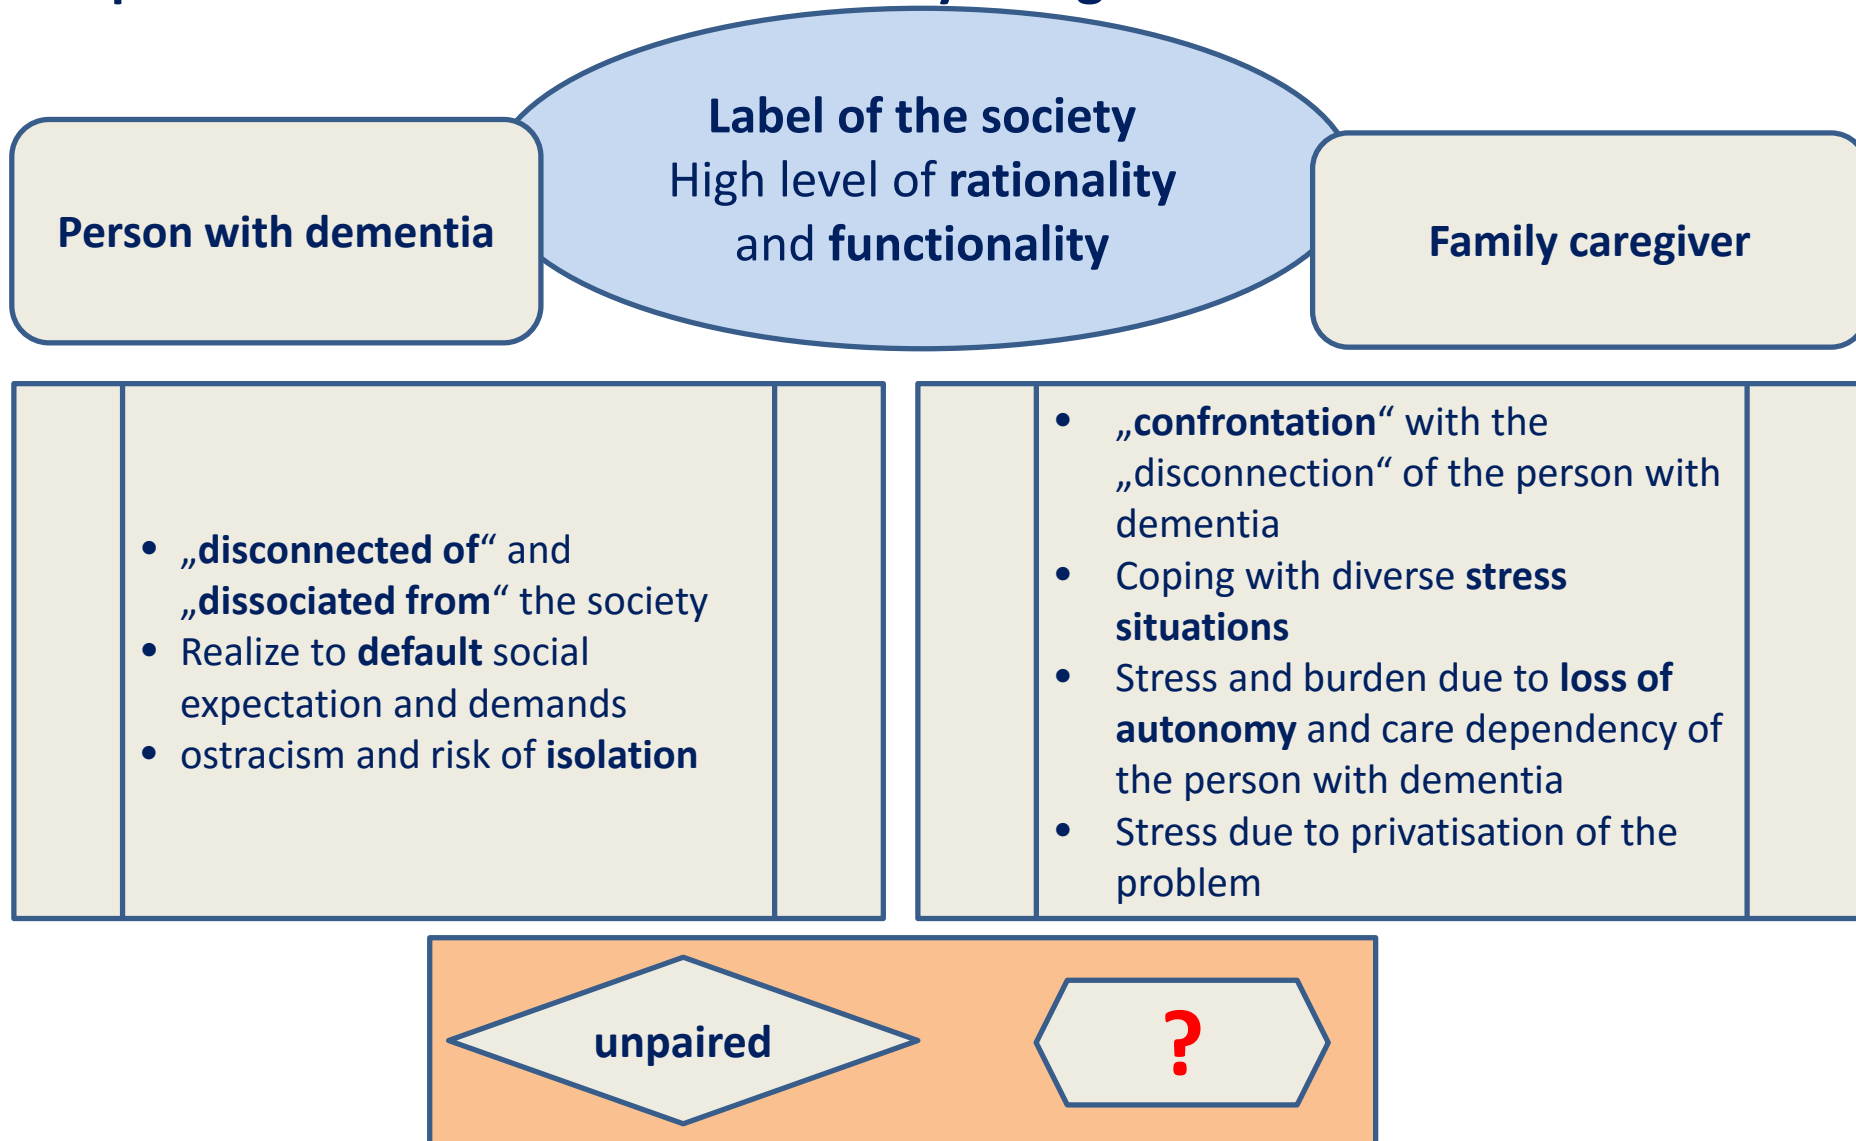 Label of the society
High level of rationality
and functionality
Person with dementia
Family caregiver
• „disconnected of“ and
„dissociated from“ the society
• Realize to default social
expectation and demands
• ostracism and risk of isolation
• „confrontation“ with the
„disconnection“ of the person with
dementia
• Coping with diverse stress
situations
• Stress and burden due to loss of
autonomy and care dependency of
the person with dementia
• Stress due to privatisation of the
problem
unpaired
?